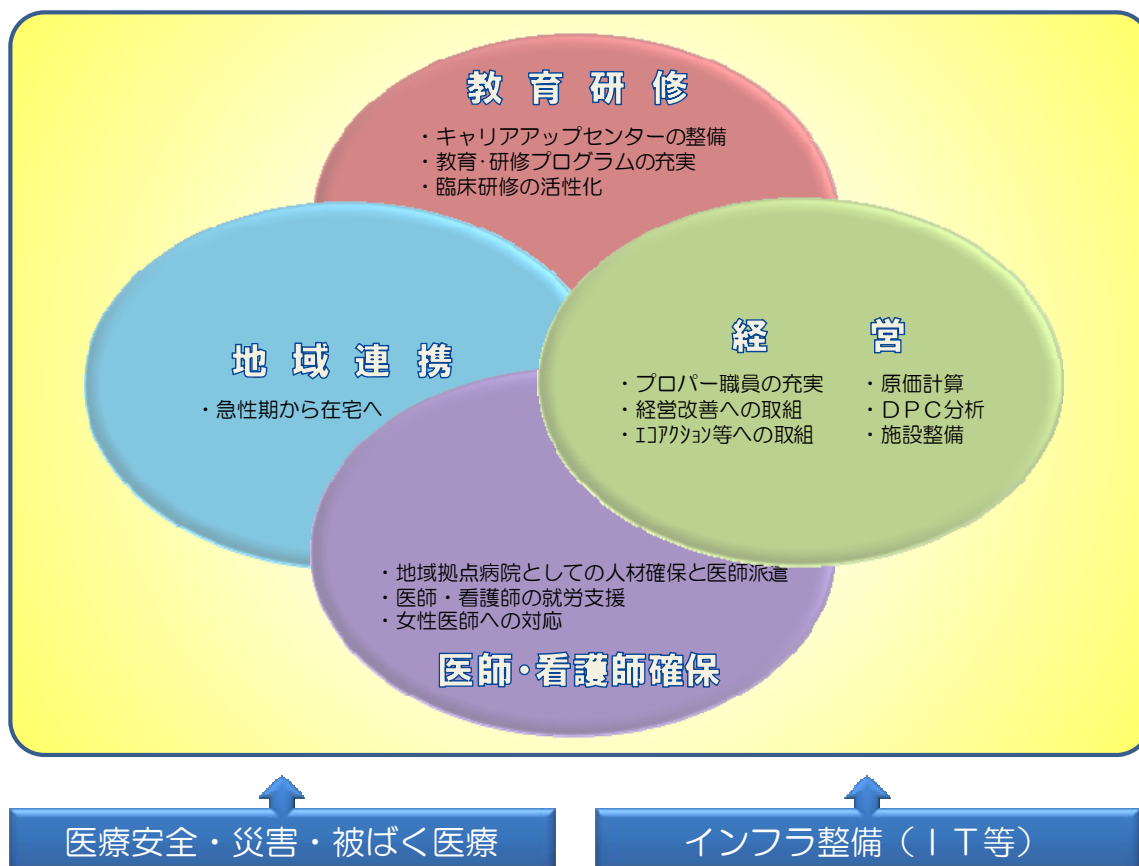 教育研修
・キャリアアップセンターの整備
・教育・研修プログラムの充実
・臨床研修の活性化
地域連携
・急性期から在宅へ
経営
・プロパー職員の充実
・経営改善への取組
・ｴｺｱｸｼｮﾝ等への取組
・原価計算
・ＤＰＣ分析
・施設整備
・地域拠点病院としての人材確保と医師派遣
・医師・看護師の就労支援
・女性医師への対応
医師・看護師確保
医療安全・災害・被ばく医療
インフラ整備（ＩＴ等）